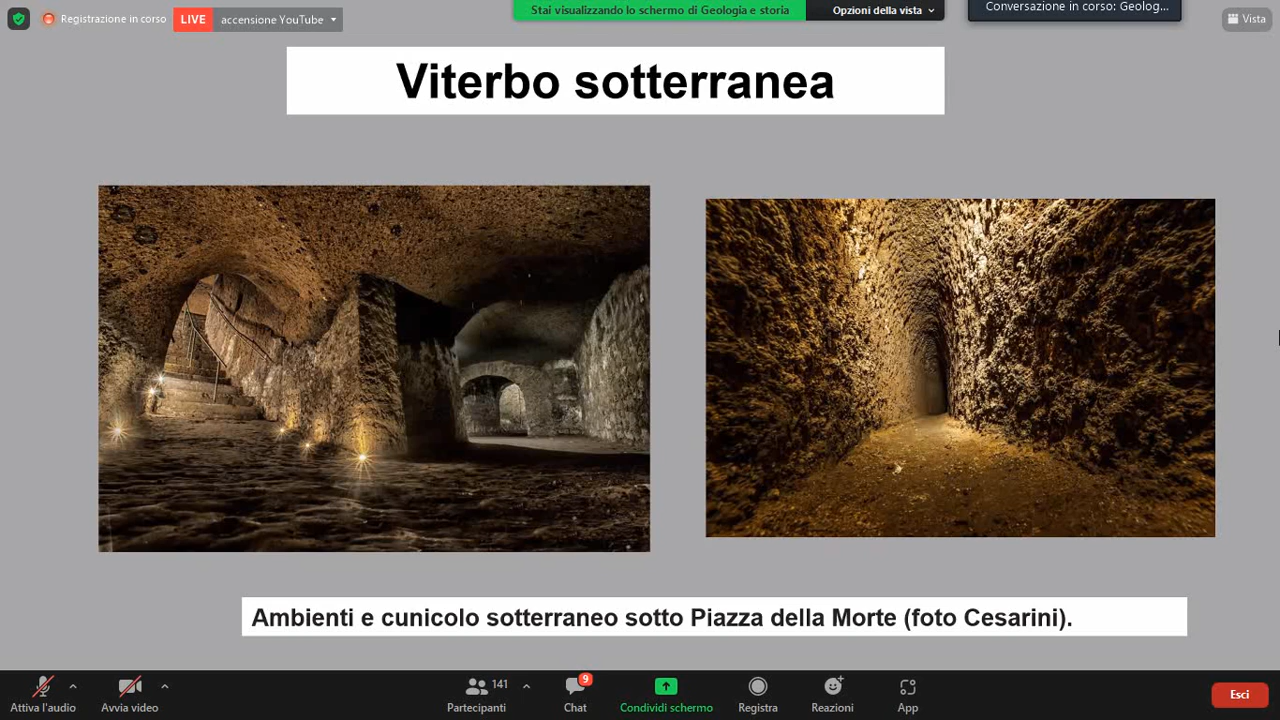 Registrazione in corso
LIVE
accensione YouTube
Stai visualizzando lo schermo di Geologia e storia
Opzioni della vista
Conversazione in corso: Geolog...
Vista
Viterbo sotterranea
Ambienti e cunicolo sotterraneo sotto Piazza della Morte (foto Cesarini).
Attiva l'audio
Avvia video
141
Partecipanti
9
Chat
Condividi schermo
Registra
Reazioni
App
Esci